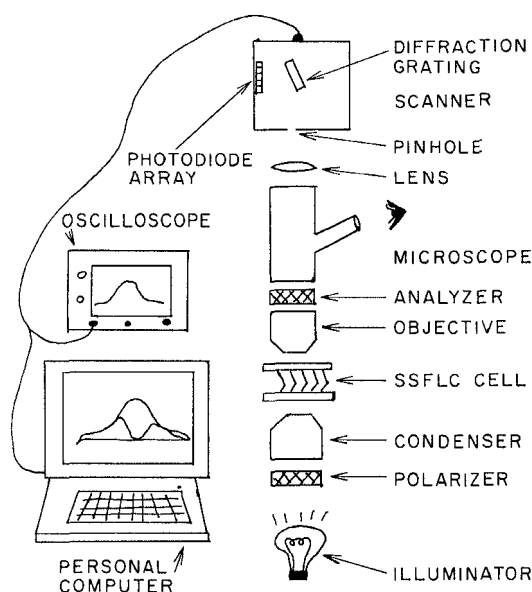 DIFFRACTION
GRATING
SCANNER
PINHOLE
PHOTODIODE
ARRAY
LENS
OSCILLOSCOPE
MICROSCOPE
ANALYZER
OBJECTIVE
SSFLC CELL
CONDENSER
POLARIZER
PERSONAL
COMPUTER
ILLUMINATOR